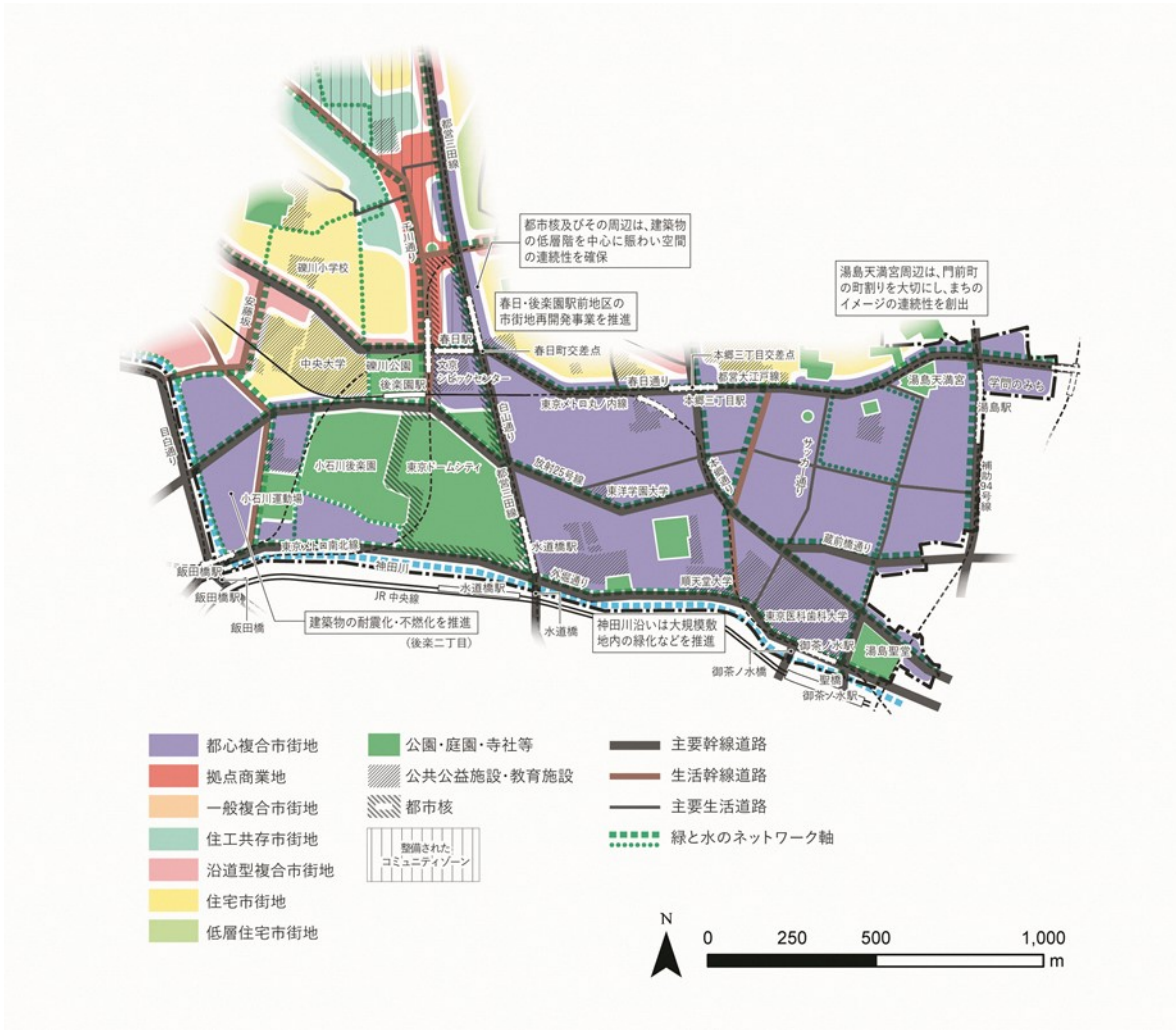 都営三田線
千川通り
都市核及びその周辺は、建築物
の低層階を中心に賑わい空間
の連続性を確保
湯島天満宮周辺は、門前町
の町割りを大切にし、まちの
イメージの連続性を創出
礫川小学校
安藤坂
春日・後楽園駅前地区の
市街地再開発事業を推進
春日駅
春日町交差点
中央大学
礫川公園
文京
シビックセンター
後楽園駅
本郷三丁目交差点
春日通り
都営大江戸線
東京メトロ丸ノ内線
本郷三丁目駅
湯島天満宮
学問のみち
湯島駅
目白通り
白山通り
小石川後楽園
東京ドームシティ
放射25号線
東洋学園大学
本郷通り
サッカー通り
補助94号線
小石川運動場
都営三田線
蔵前橋通り
東京メトロ南北線
水道橋駅
神田川
外堀通り
順天堂大学
飯田橋駅
飯田橋駅
JR中央線
水道橋駅
東京医科歯科大学
飯田橋
建築物の耐震化・不燃化を推進
(後楽二丁目)
水道橋
神田川沿いは大規模敷
地内の緑化などを推進
御茶ノ水駅
湯島聖堂
御茶ノ水橋
聖橋
御茶ノ水駅
都心複合市街地
拠点商業地
一般複合市街地
住工共存市街地
沿道型複合市街地
住宅市街地
低層住宅市街地
公園・庭園・寺社等
公共公益施設・教育施設
都市核
整備された
コミュニティゾーン
主要幹線道路
生活幹線道路
主要生活道路
緑と水のネットワーク軸
N
0 250 500 1,000
m